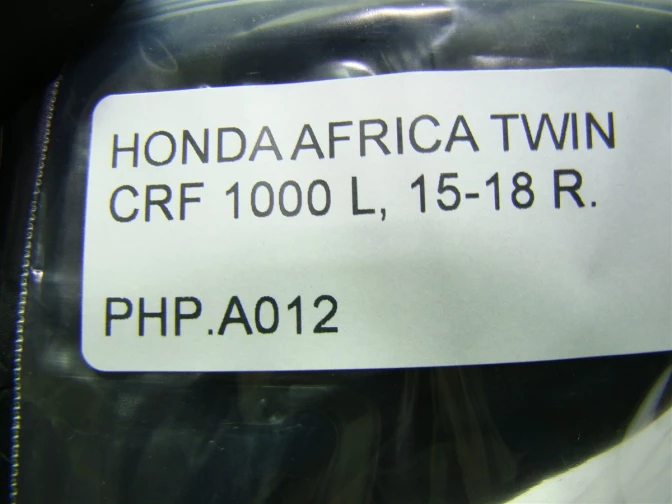 HONDA AFRICA TWIN
CRF 1000 L, 15-18 R.
PHP.A012